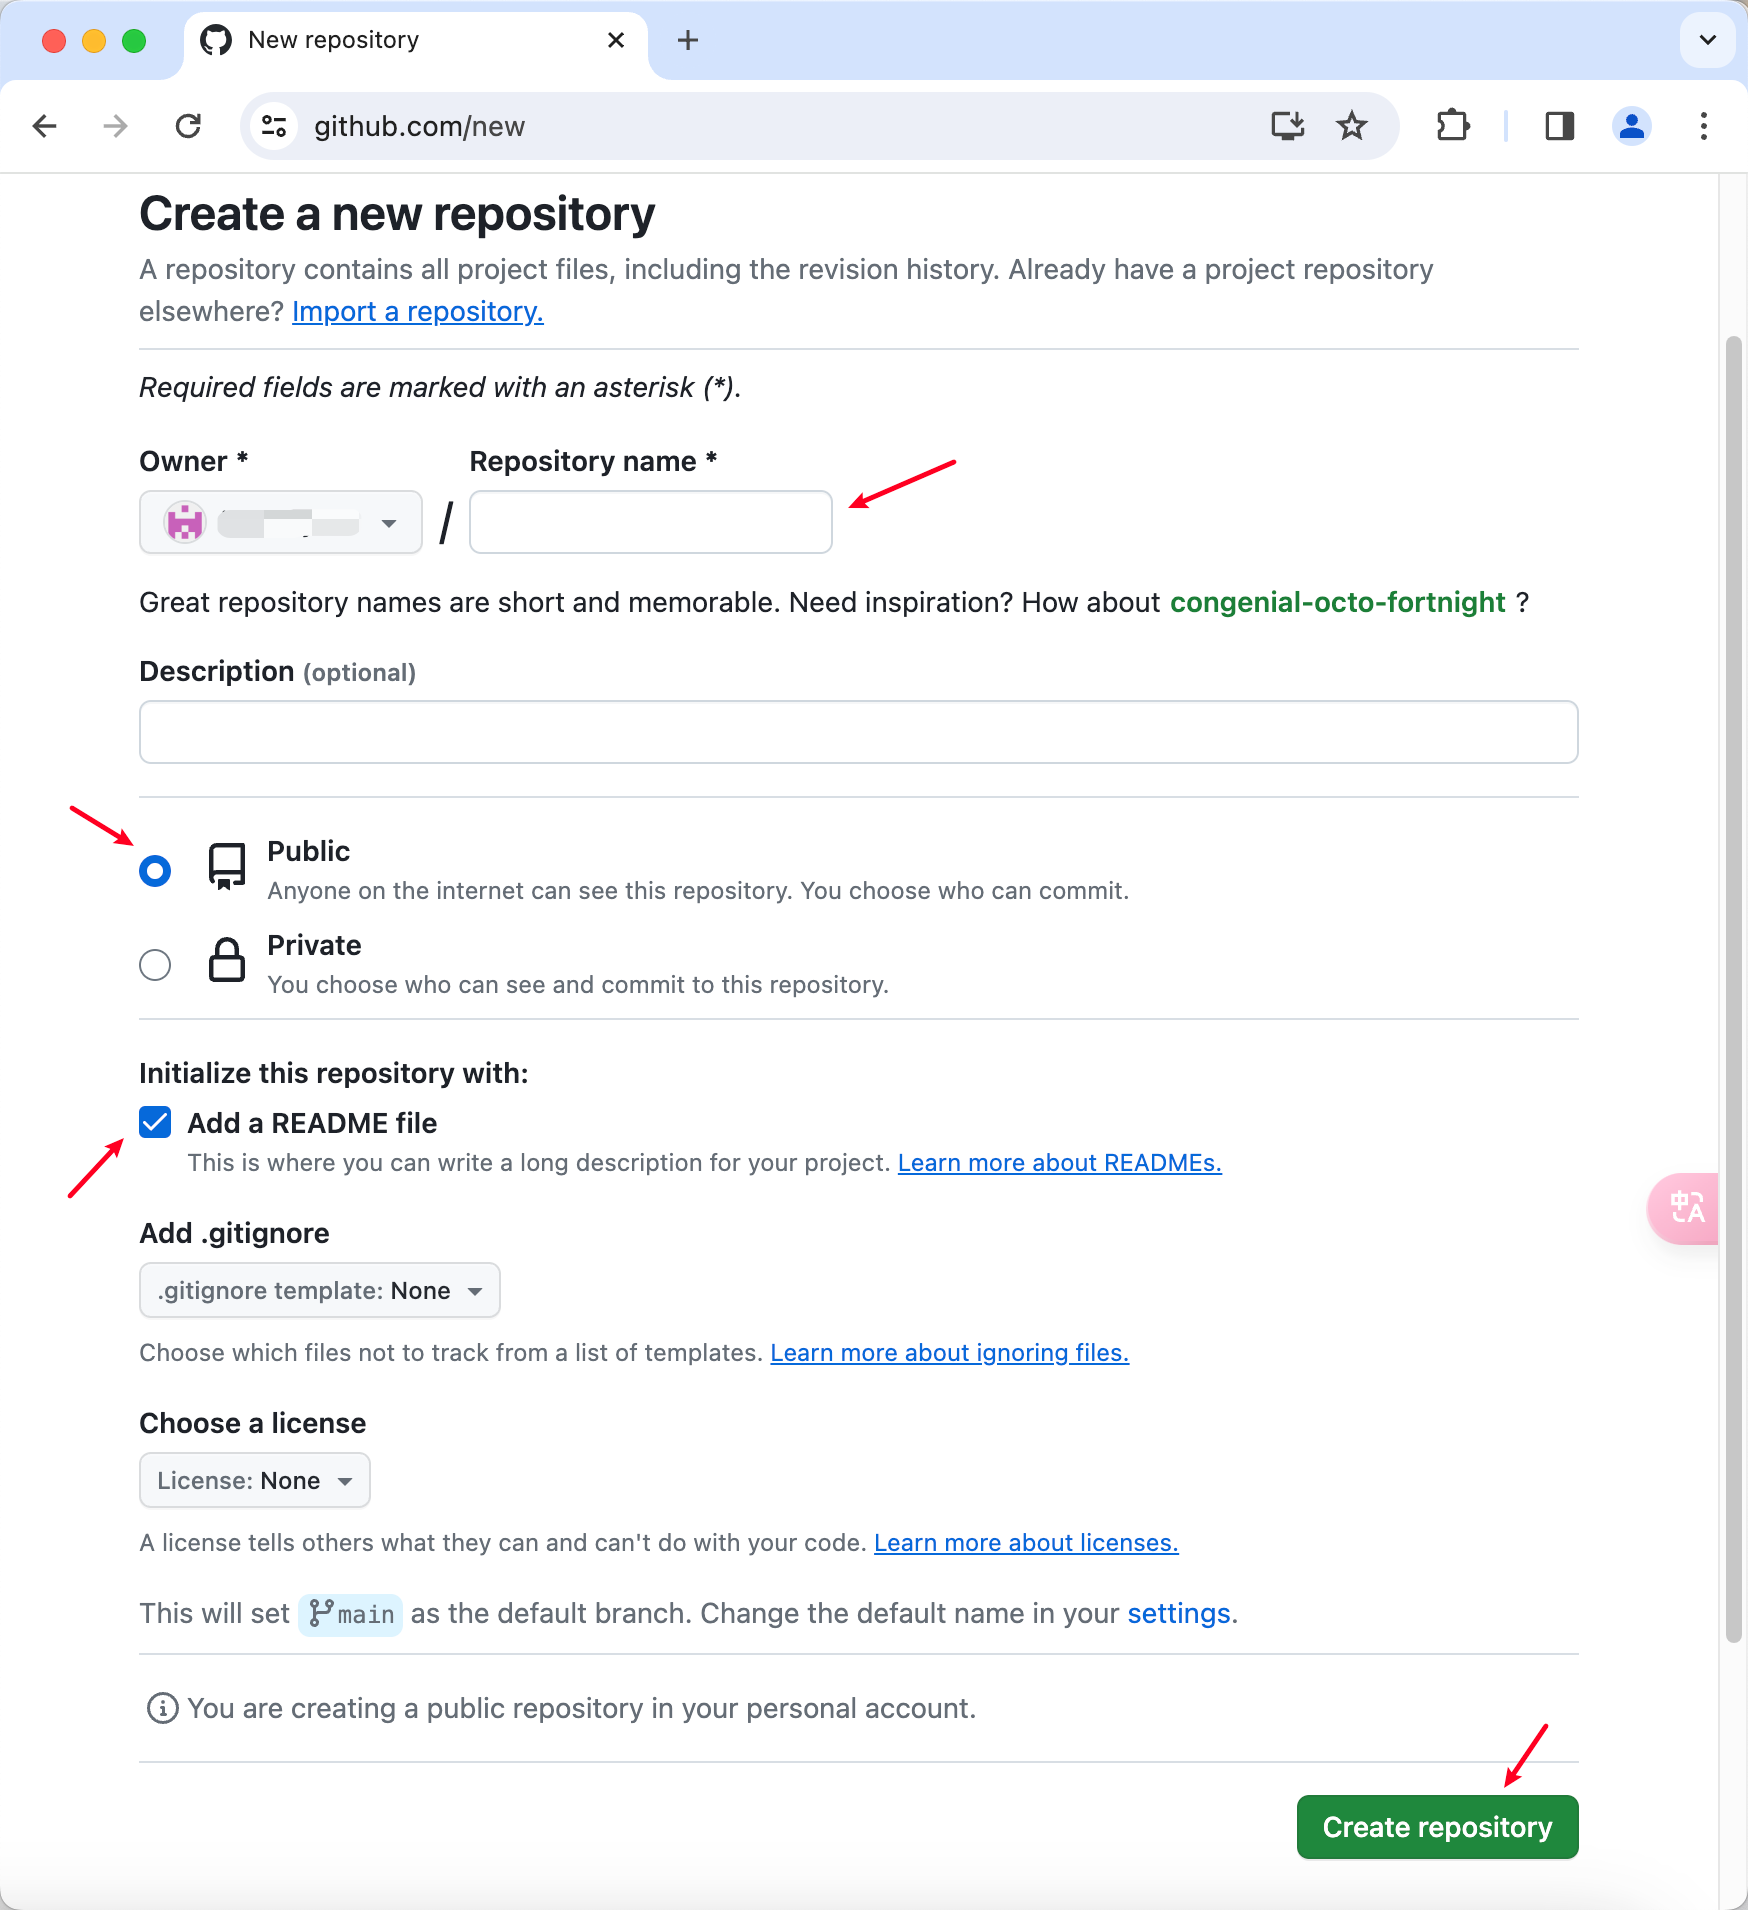 New repository
github.com/new
Create a new repository
A repository contains all project files, including the revision history. Already have a project repository
elsewhere? Import a repository.
Required fields are marked with an asterisk (*).
Owner * Repository name *
/
Great repository names are short and memorable. Need inspiration? How about congenial-octo-fortnight ?
Description (optional)
Public
Anyone on the internet can see this repository. You choose who can commit.
Private
You choose who can see and commit to this repository.
Initialize this repository with:
Add a README file
This is where you can write a long description for your project. Learn more about READMEs.
中A
Add .gitignore
.gitignore template: None
Choose which files not to track from a list of templates. Learn more about ignoring files.
Choose a license
License: None
A license tells others what they can and can't do with your code. Learn more about licenses.
This will set main as the default branch. Change the default name in your settings.
You are creating a public repository in your personal account.
Create repository